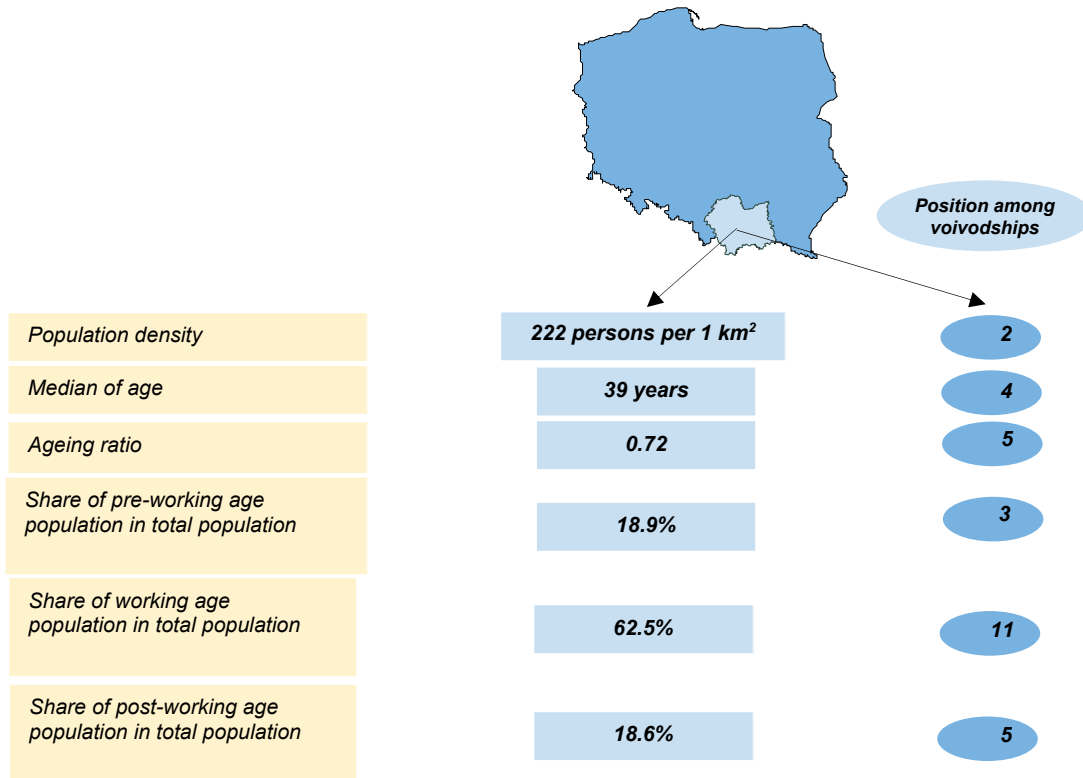 Position among
voivodships
Population density
222 persons per 1 km²
2
Median of age
39 years
4
Ageing ratio
0.72
5
Share of pre-working age
population in total population
18.9%
3
Share of working age
population in total population
62.5%
11
Share of post-working age
population in total population
18.6%
5